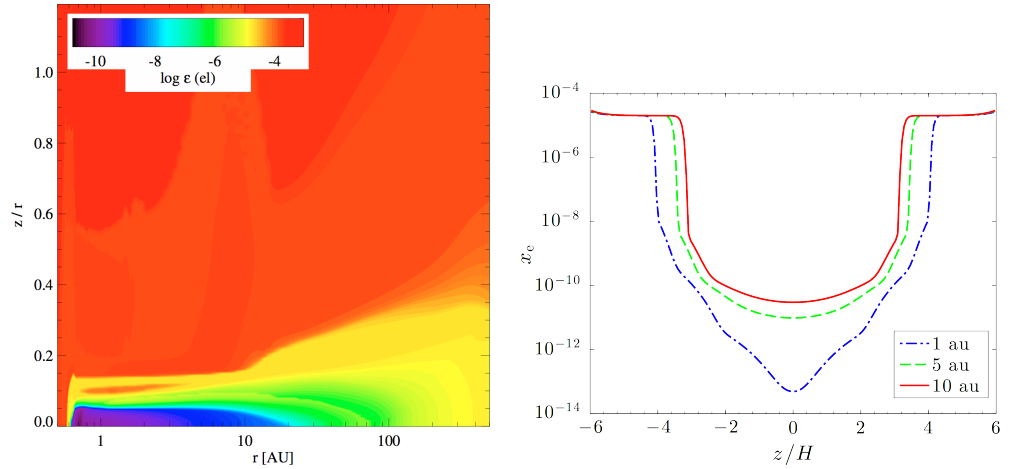 -10 -8 -6 -4
log ε (el)
1.0
0.8
0.6
0.4
0.2
0.0
z / r
1 10 100
r [AU]
10⁻⁴
10⁻⁶
10⁻⁸
10⁻¹⁰
10⁻¹²
10⁻¹⁴
xₑ
1 au
5 au
10 au
−6 −4 −2 0 2 4 6
z/H